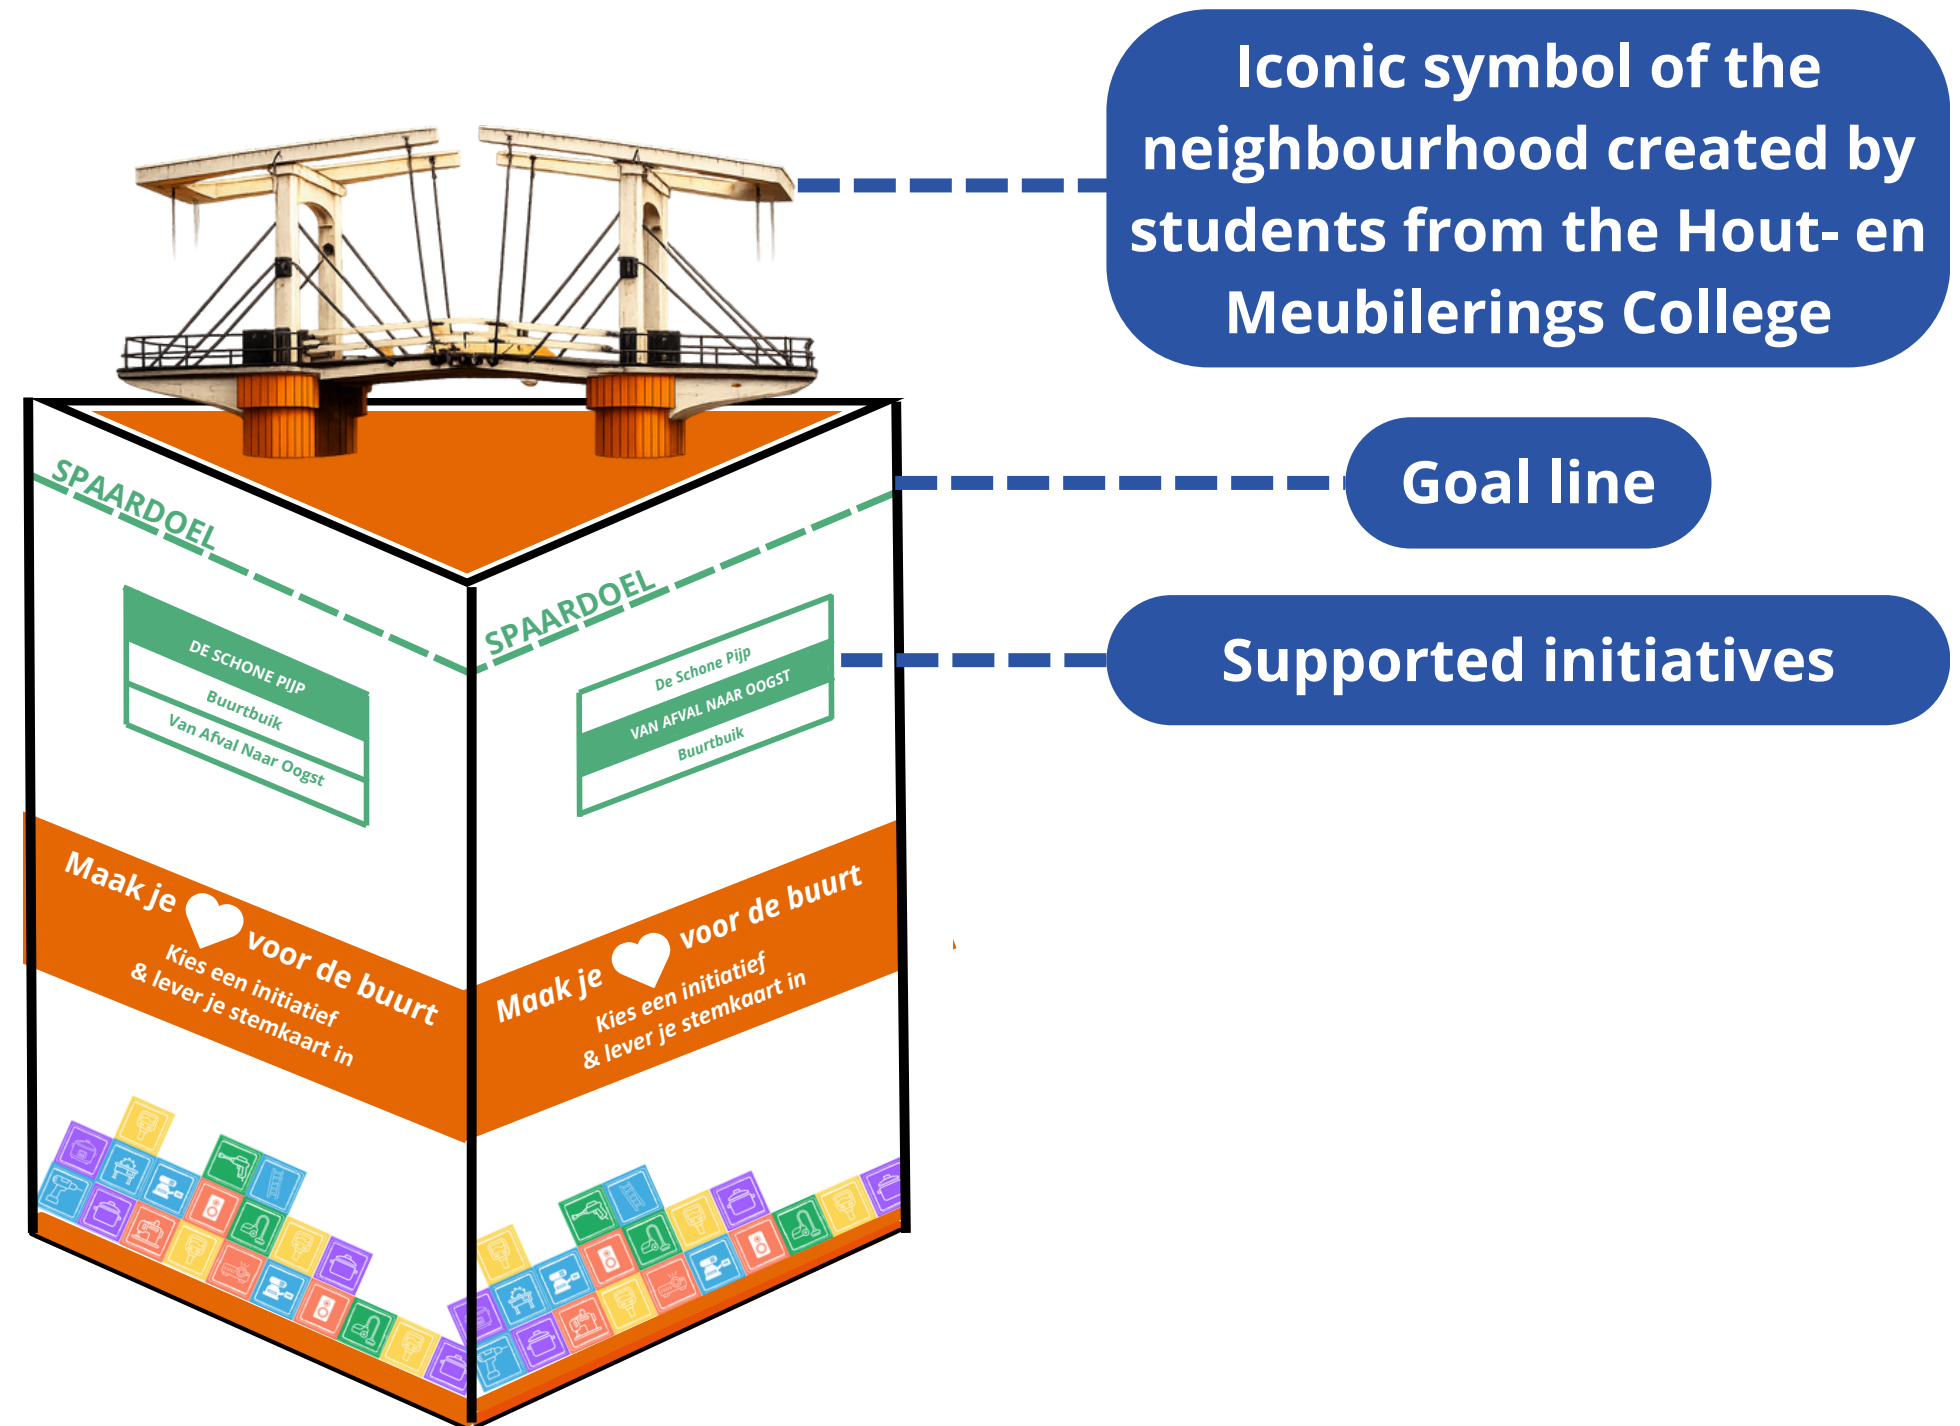 Iconic symbol of the
neighbourhood created by
students from the Hout- en
Meubilerings College
Goal line
Supported initiatives
SPAARDOEL
DE SCHONE PIJP
Buurtbuik
Van Afval Naar Oogst
Maak je voor de buurt
Kies een initiatief
& lever je stemkaart in
SPAARDOEL
De Schone Pijp
VAN AFVAL NAAR OOGST
Buurtbuik
Maak je voor de buurt
Kies een initiatief
& lever je stemkaart in